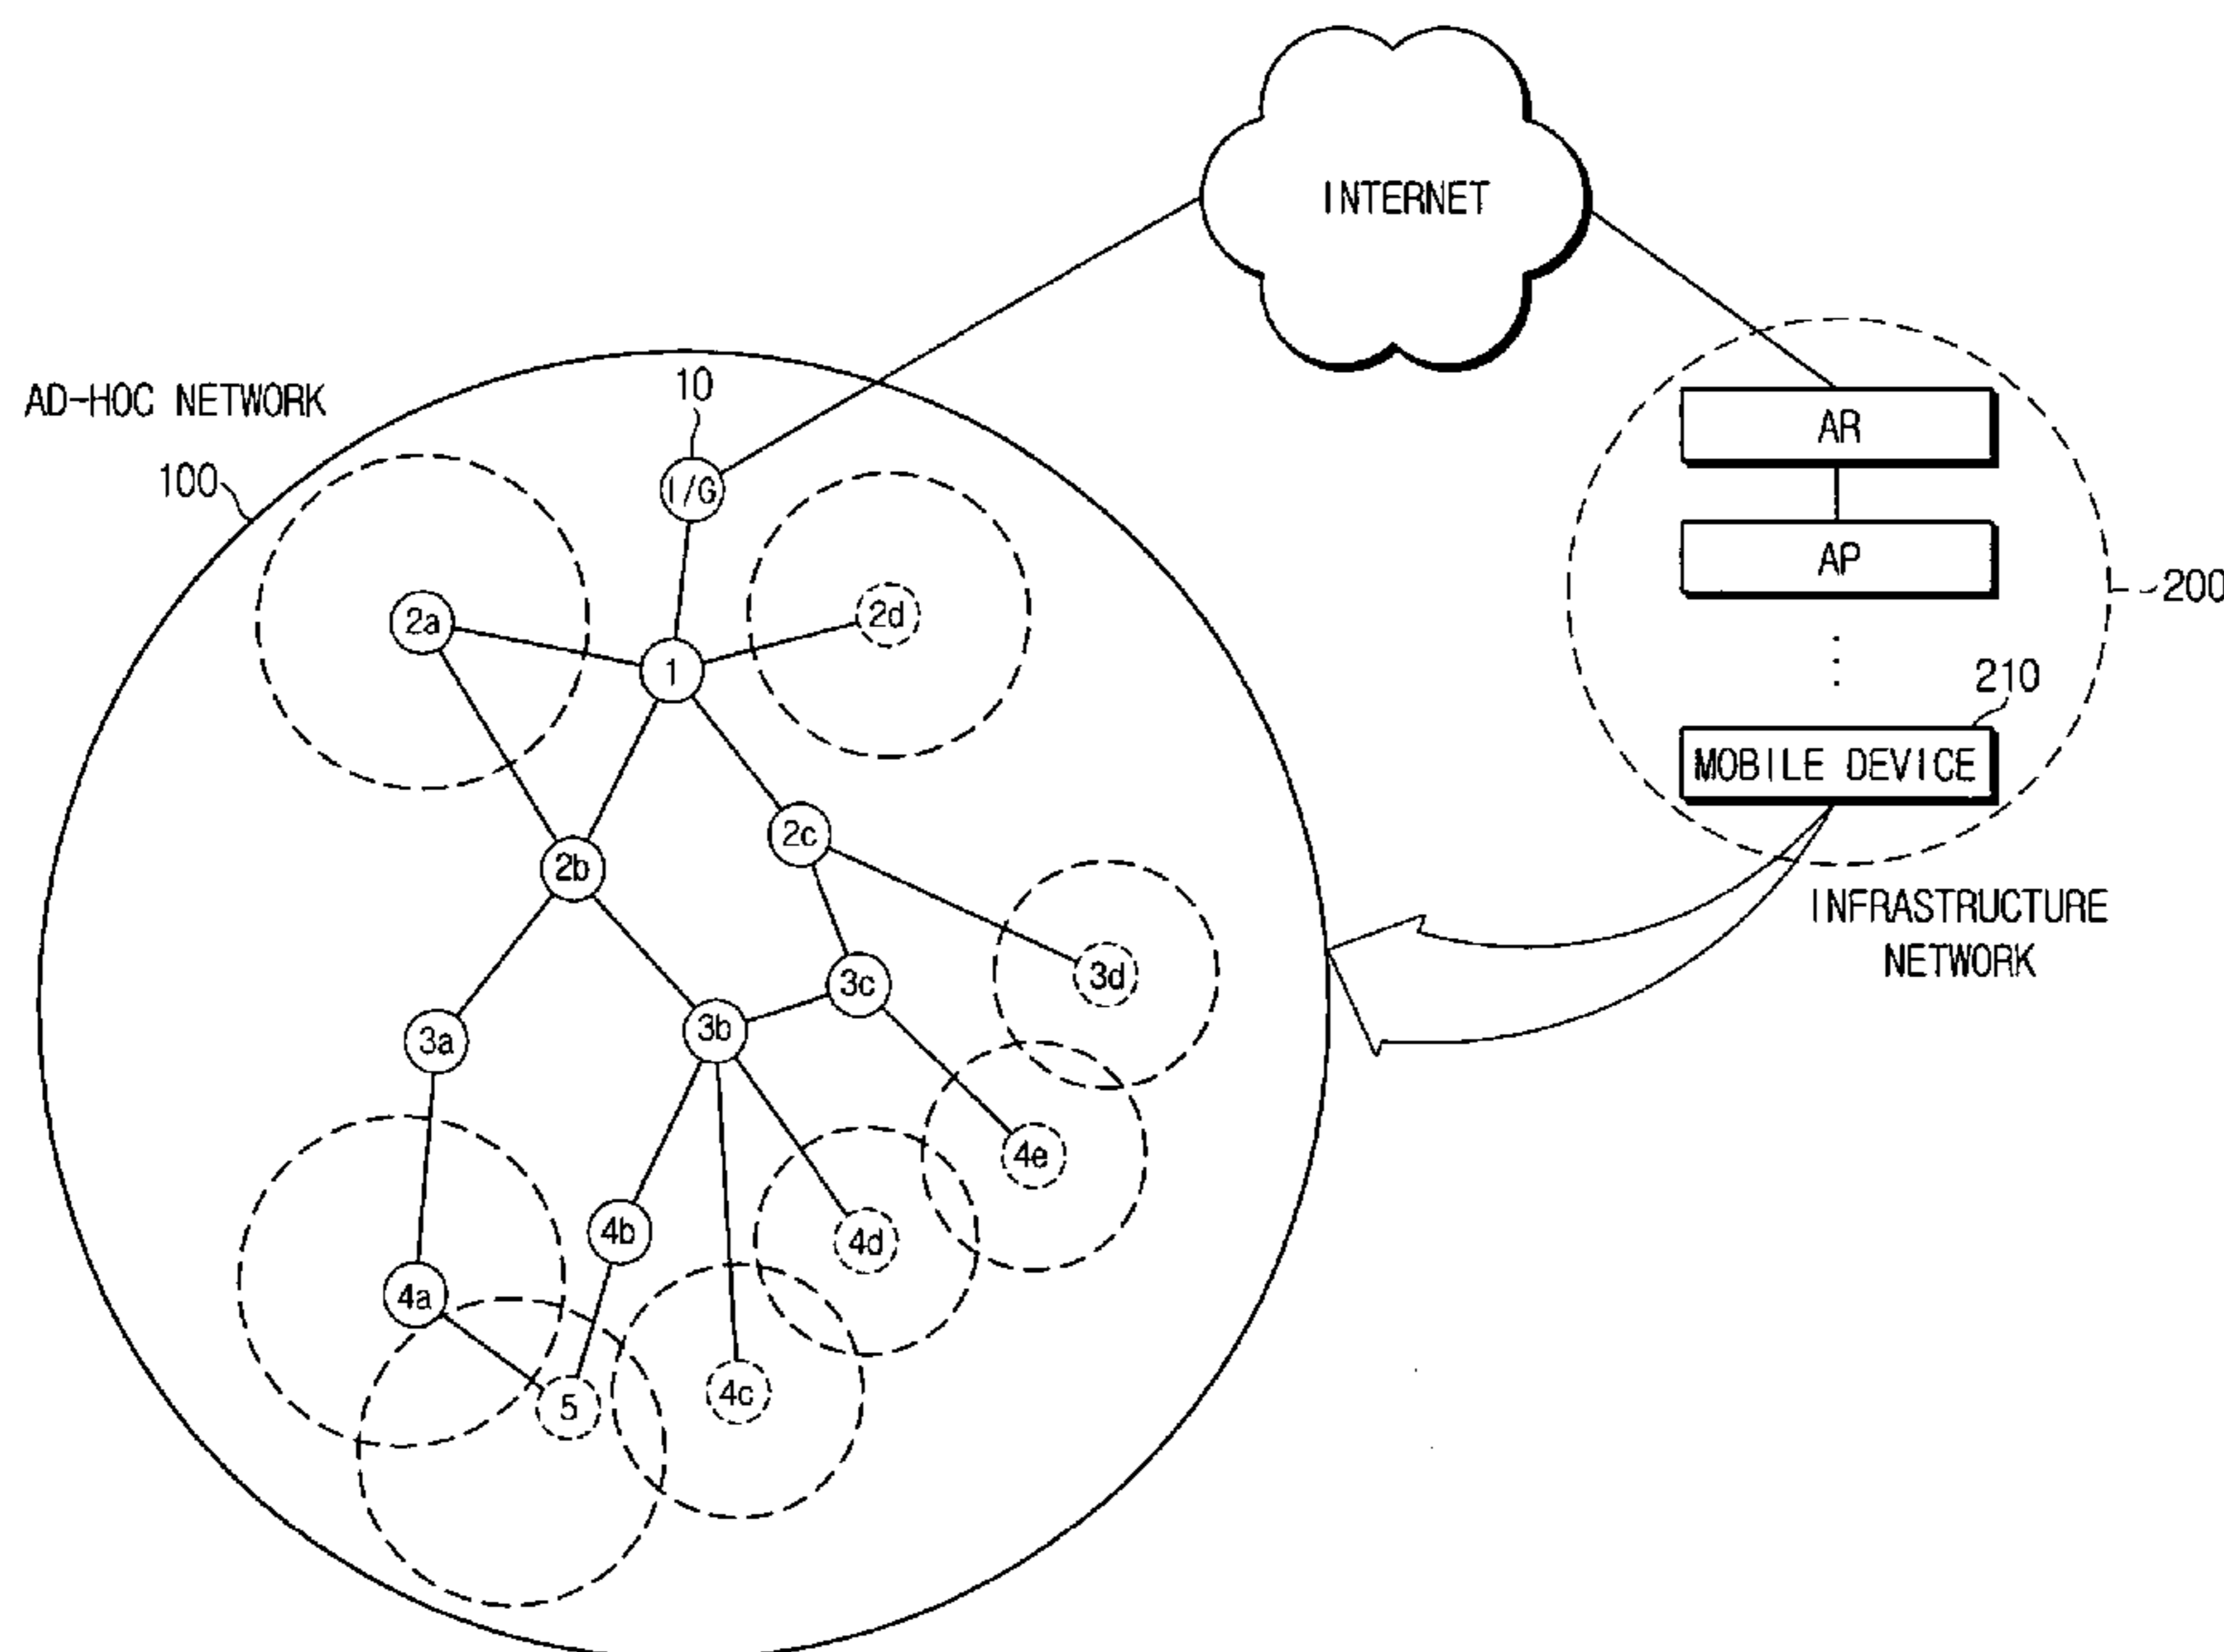 INTERNET
AD-HOC NETWORK
100
10
I/G
AR
AP
200
2a
2d
1
210
MOBILE DEVICE
2b
2c
INFRASTRUCTURE
NETWORK
3a
3b
3c
3d
4a
4b
4c
4d
4e
5